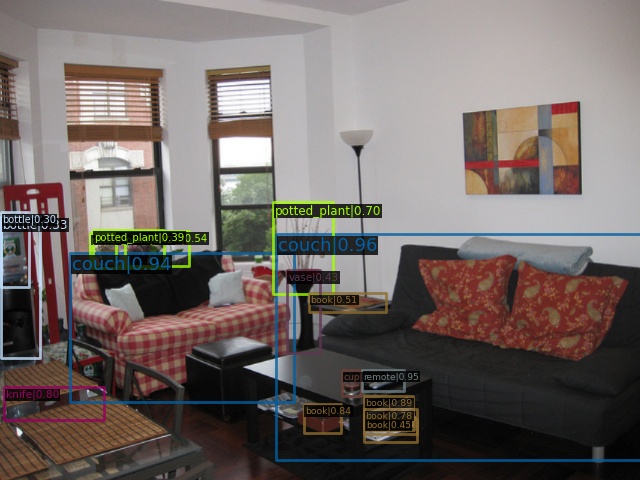 potted_plant|0.70
bottle|0.30
bottle|0.33
potted_plant|0.39
0.54
couch|0.96
couch|0.94
vase|0.43
book|0.51
cup
remote|0.95
knife|0.80
book|0.89
book|0.84
book|0.78
book|0.45